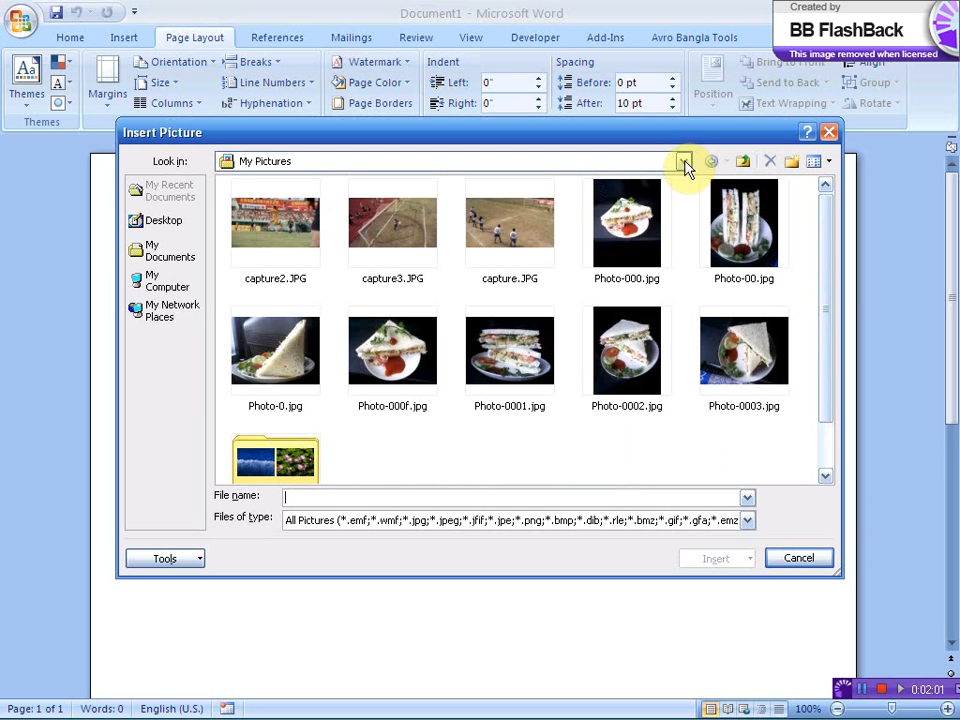 Created by
BB FlashBack
This image removed when licensed
Document1 - Microsoft Word
Home Insert Page Layout References Mailings Review View Developer Add-Ins Avro Bangla Tools
Themes
Margins
Orientation
Size
Columns
Breaks
Line Numbers
Hyphenation
Watermark
Page Color
Page Borders
Indent
Left: 0"
Right: 0"
Spacing
Before: 0 pt
After: 10 pt
Position
Bring to Front
Send to Back
Text Wrapping
Align
Group
Rotate
Themes
Insert Picture
Look in:
My Pictures
My Recent
Documents
Desktop
My
Documents
My
Computer
My Network
Places
capture2.JPG
capture3.JPG
capture.JPG
Photo-000.jpg
Photo-00.jpg
Photo-0.jpg
Photo-000f.jpg
Photo-0001.jpg
Photo-0002.jpg
Photo-0003.jpg
File name:
Files of type: All Pictures (*.emf;*.wmf;*.jpg;*.jpeg;*.jfif;*.jpe;*.png;*.bmp;*.dib;*.rle;*.bmz;*.gif;*.gfa;*.emz
Tools
Insert
Cancel
0:02:01
Page: 1 of 1 Words: 0 English (U.S.) 100%